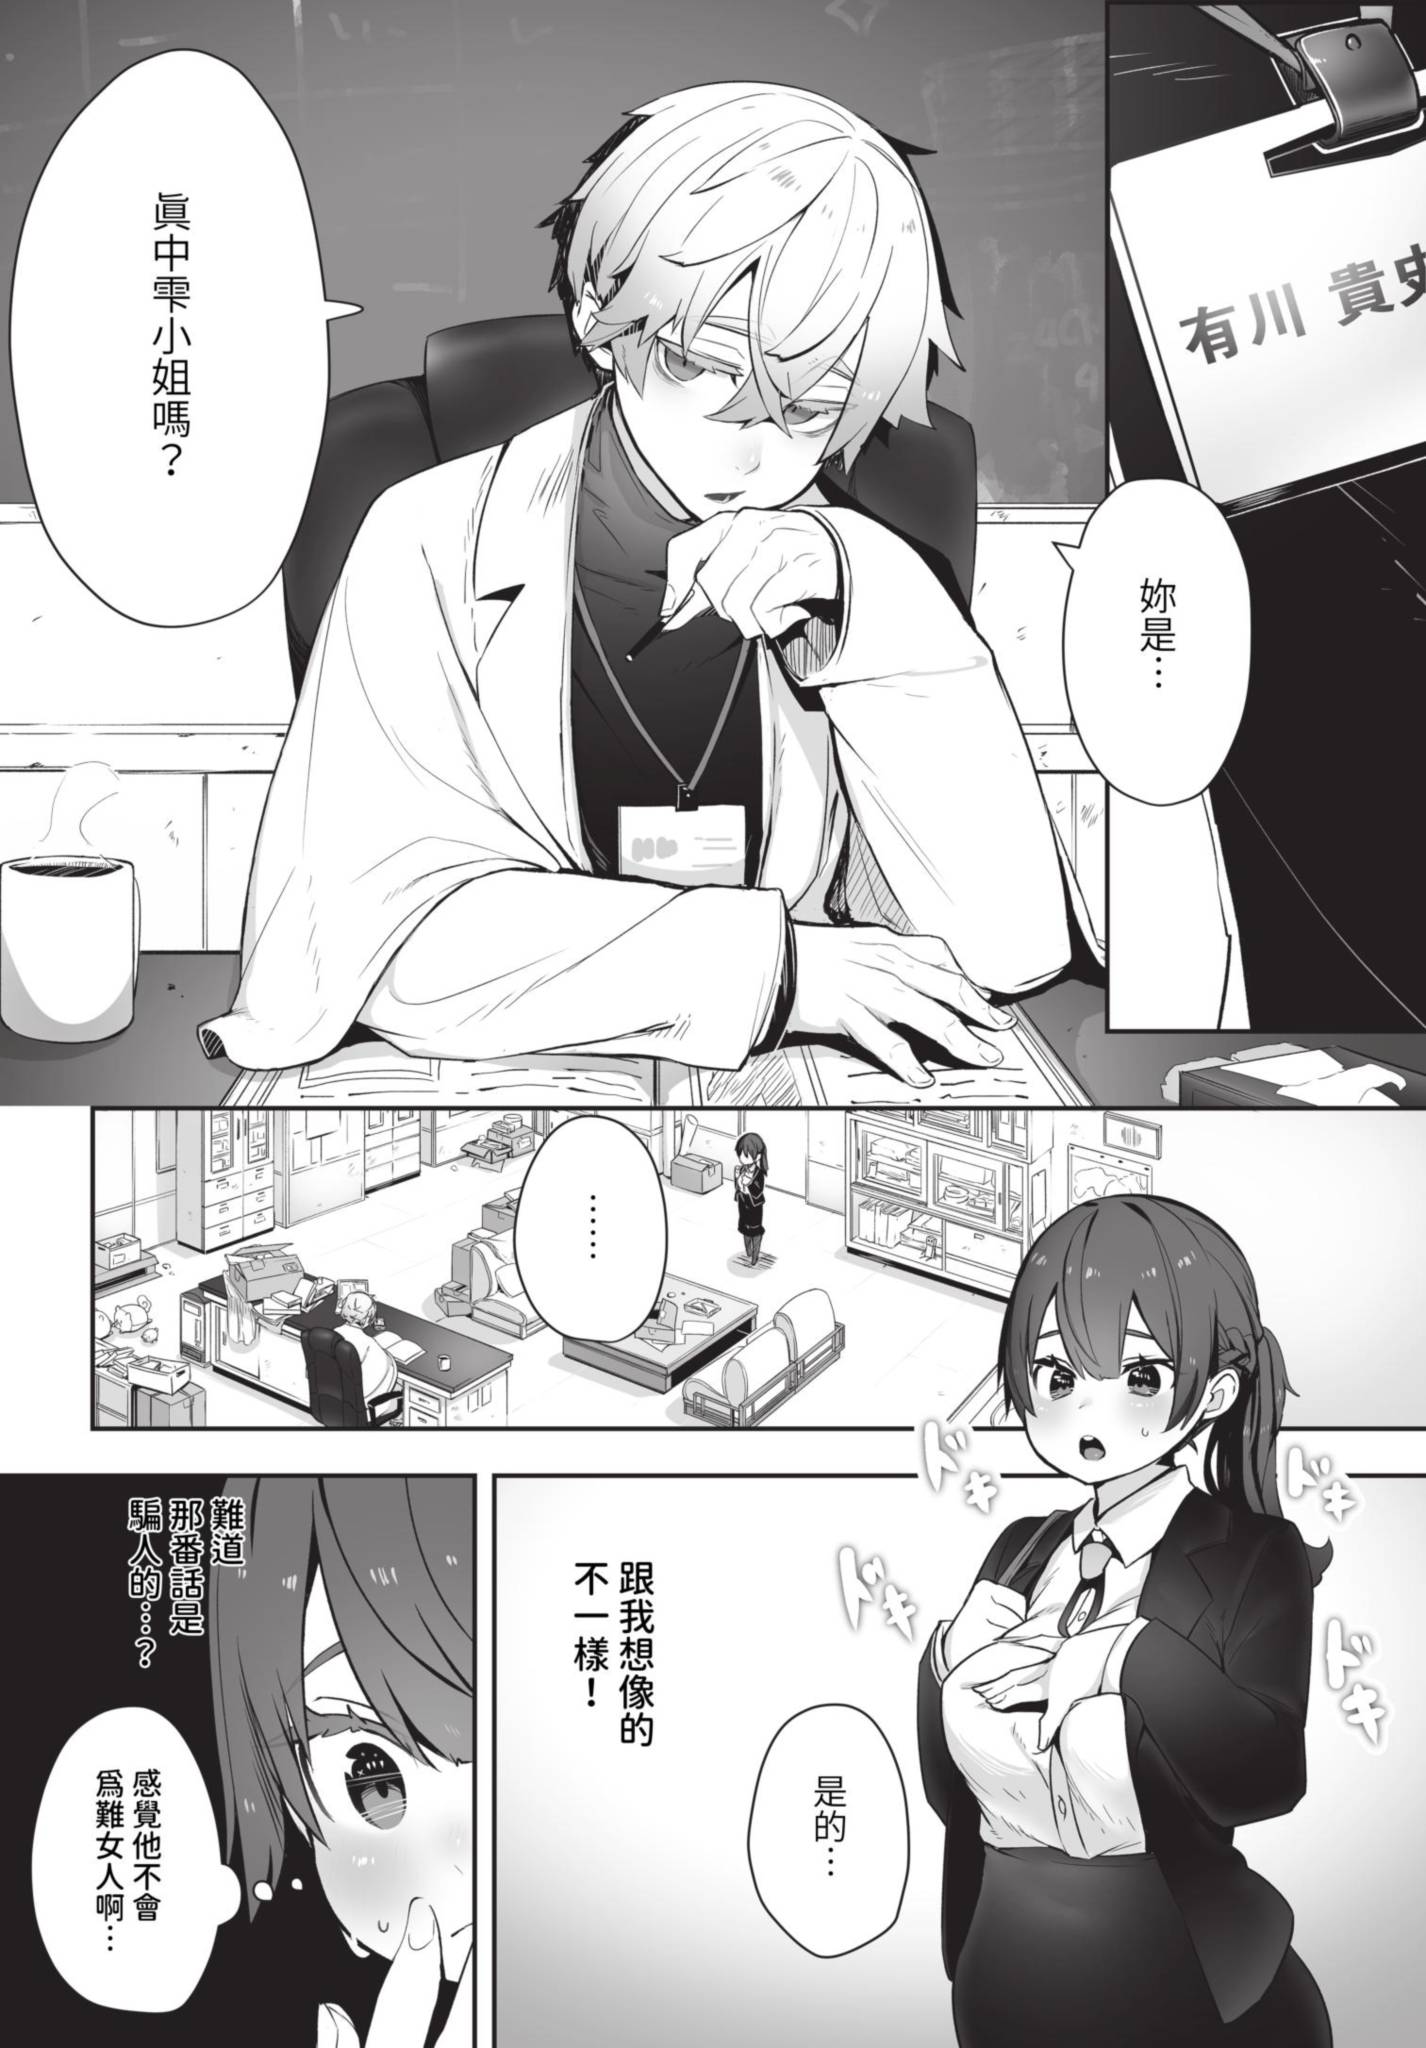 有川 貴史
妳是…
眞中雫小姐嗎？
……
ドキ
ドキ
ドキ
ドキ
跟我想像的
不一樣！
是的…
難道
那番話是
騙人的…？
感覺他不會
爲難女人啊…